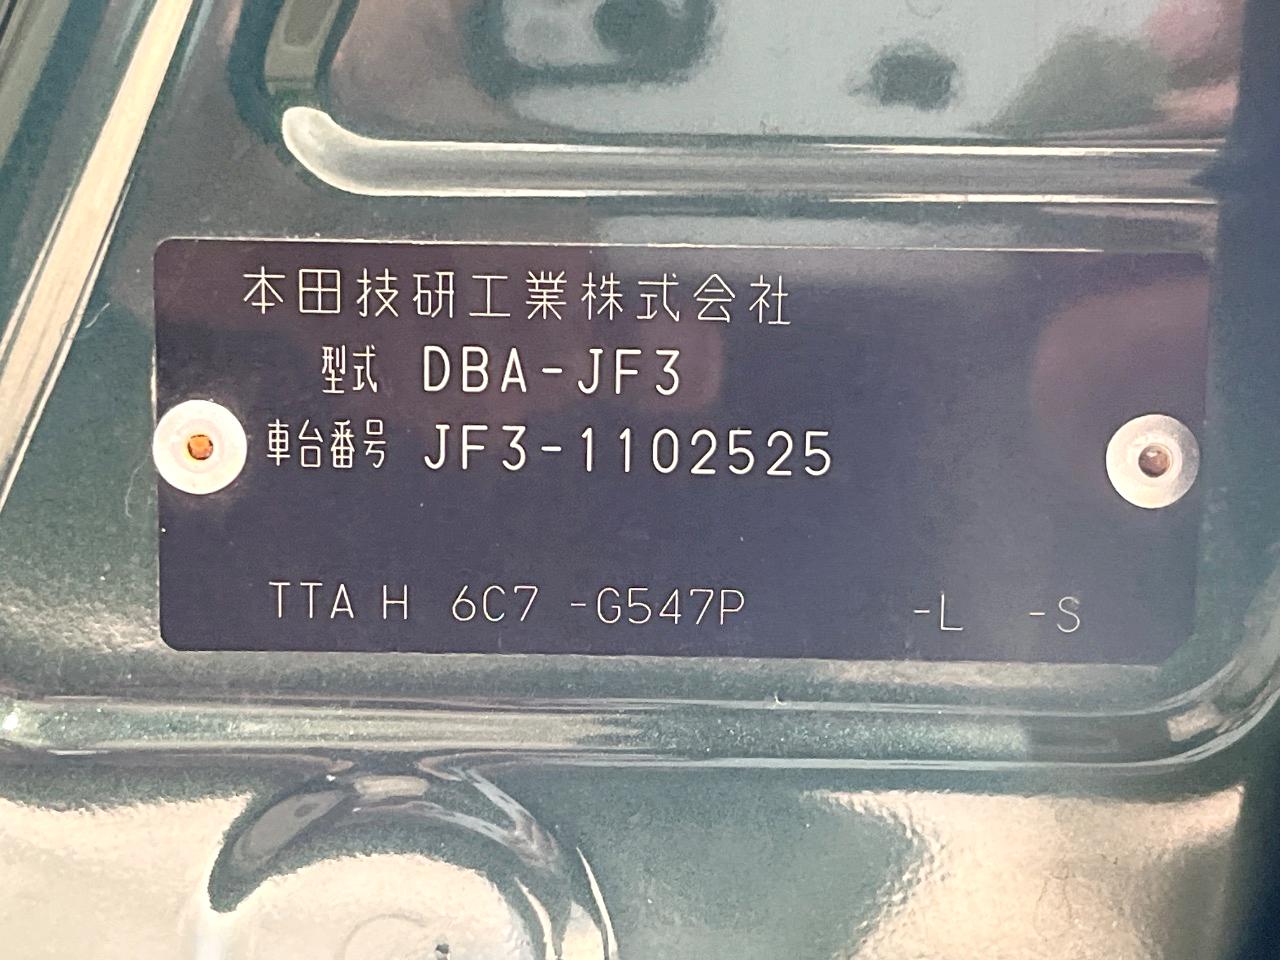 本田技研工業株式会社
型式 DBA-JF3
車台番号 JF3-1102525
TTA H 6C7 -G547P -L -S